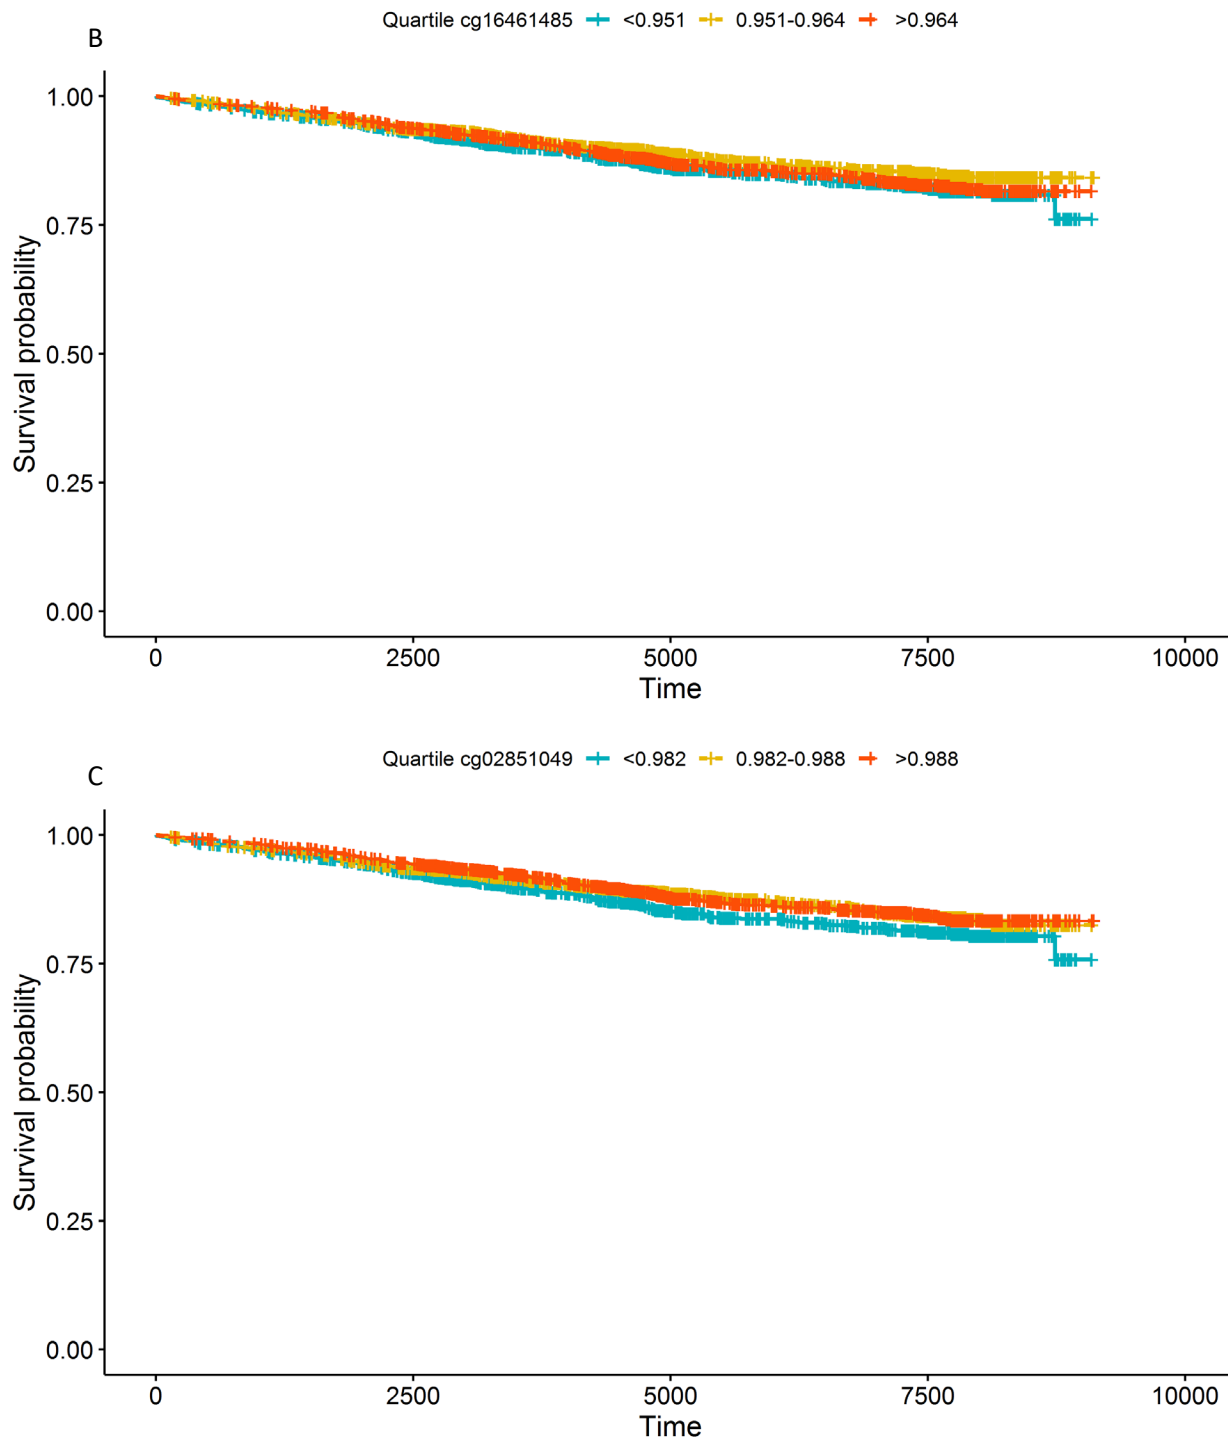 Quartile cg16461485 <0.951 0.951-0.964 >0.964
B
1.00
0.75
0.50
0.25
0.00
Survival probability
0 2500 5000 7500 10000
Time
Quartile cg02851049 <0.982 0.982-0.988 >0.988
C
1.00
0.75
0.50
0.25
0.00
Survival probability
0 2500 5000 7500 10000
Time